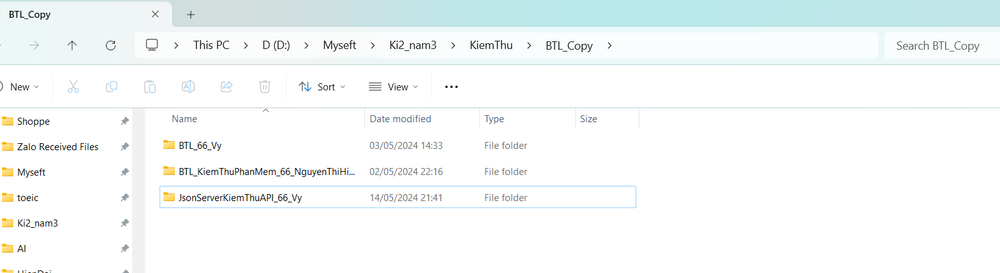 BTL_Copy
This PC > D (D:) > Myseft > Ki2_nam3 > KiemThu > BTL_Copy >
Search BTL_Copy
New
Sort
View
Shoppe
Zalo Received Files
Myseft
toeic
Ki2_nam3
AI
Name Date modified Type Size
BTL_66_Vy 03/05/2024 14:33 File folder
BTL_KiemThuPhanMem_66_NguyenThiHi... 02/05/2024 22:16 File folder
JsonServerKiemThuAPI_66_Vy 14/05/2024 21:41 File folder